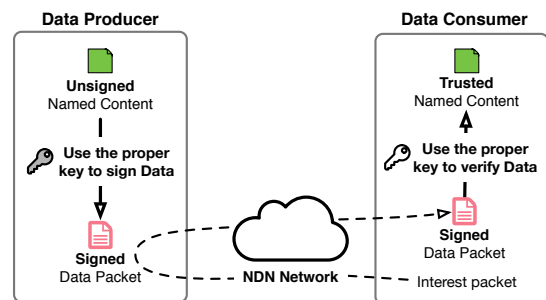 Data Producer
Unsigned
Named Content
Use the proper
key to sign Data
Signed
Data Packet
NDN Network
Data Consumer
Trusted
Named Content
Use the proper
key to verify Data
Signed
Data Packet
Interest packet